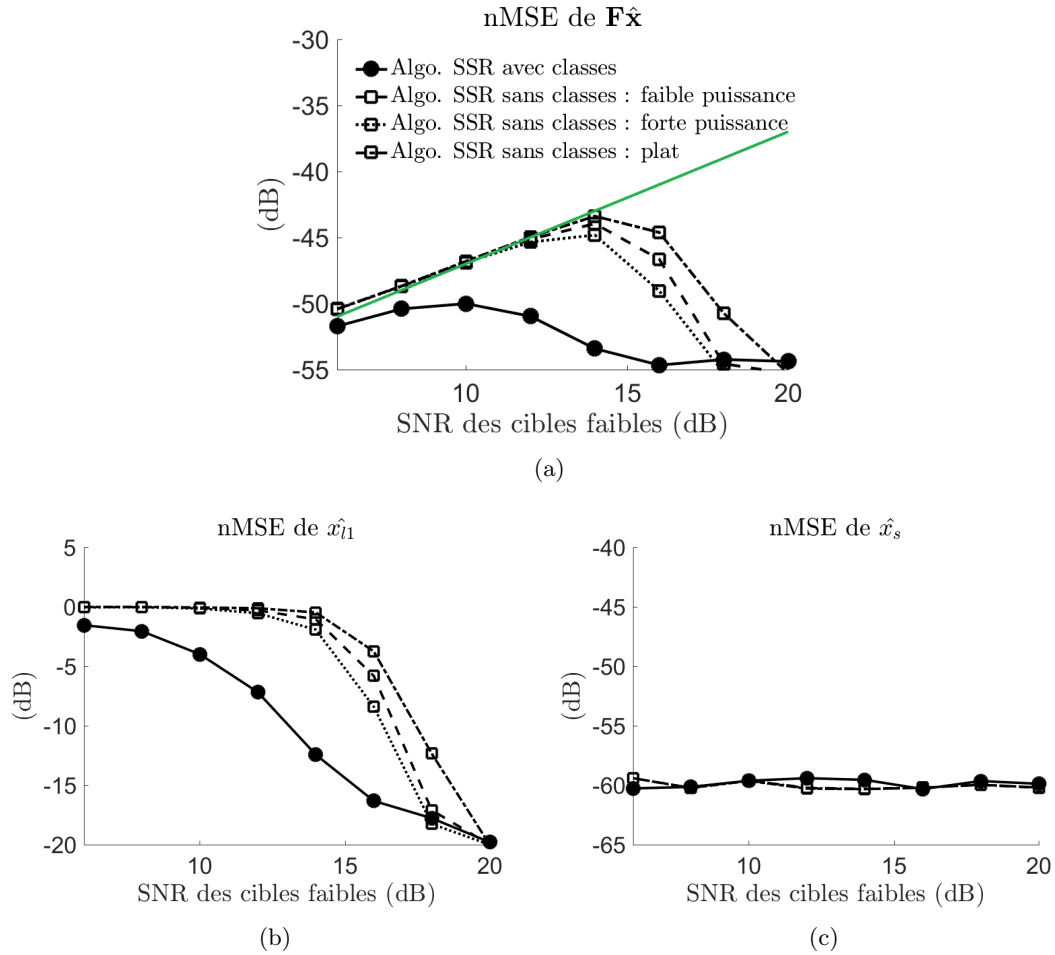 nMSE de Fx̂
-30
-35
-40
-45
-50
-55
(dB)
Algo. SSR avec classes
Algo. SSR sans classes : faible puissance
Algo. SSR sans classes : forte puissance
Algo. SSR sans classes : plat
10 15 20
SNR des cibles faibles (dB)
(a)
nMSE de x̂_{l1}
5
0
-5
-10
-15
-20
(dB)
10 15 20
SNR des cibles faibles (dB)
(b)
nMSE de x̂_s
-40
-45
-50
-55
-60
-65
(dB)
10 15 20
SNR des cibles faibles (dB)
(c)